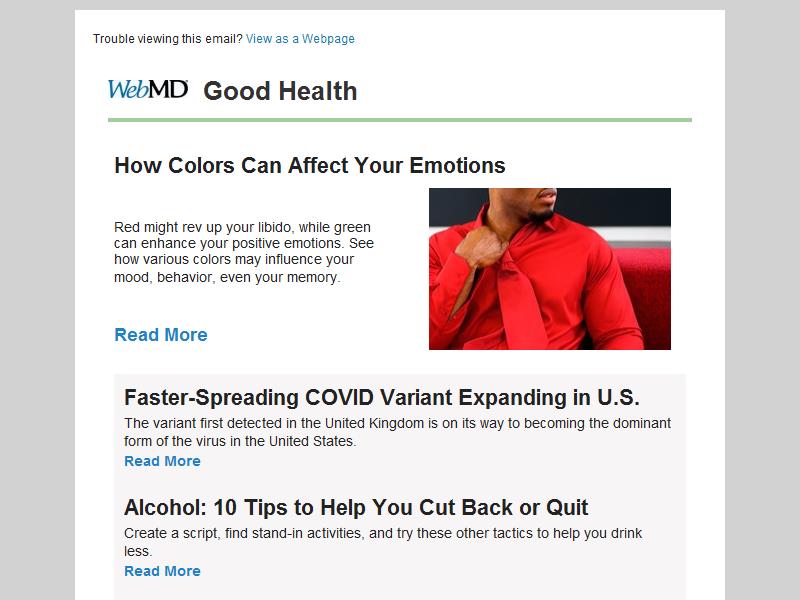 Trouble viewing this email? View as a Webpage
WebMD Good Health
How Colors Can Affect Your Emotions
Red might rev up your libido, while green
can enhance your positive emotions. See
how various colors may influence your
mood, behavior, even your memory.
Read More
Faster-Spreading COVID Variant Expanding in U.S.
The variant first detected in the United Kingdom is on its way to becoming the dominant
form of the virus in the United States.
Read More
Alcohol: 10 Tips to Help You Cut Back or Quit
Create a script, find stand-in activities, and try these other tactics to help you drink
less.
Read More